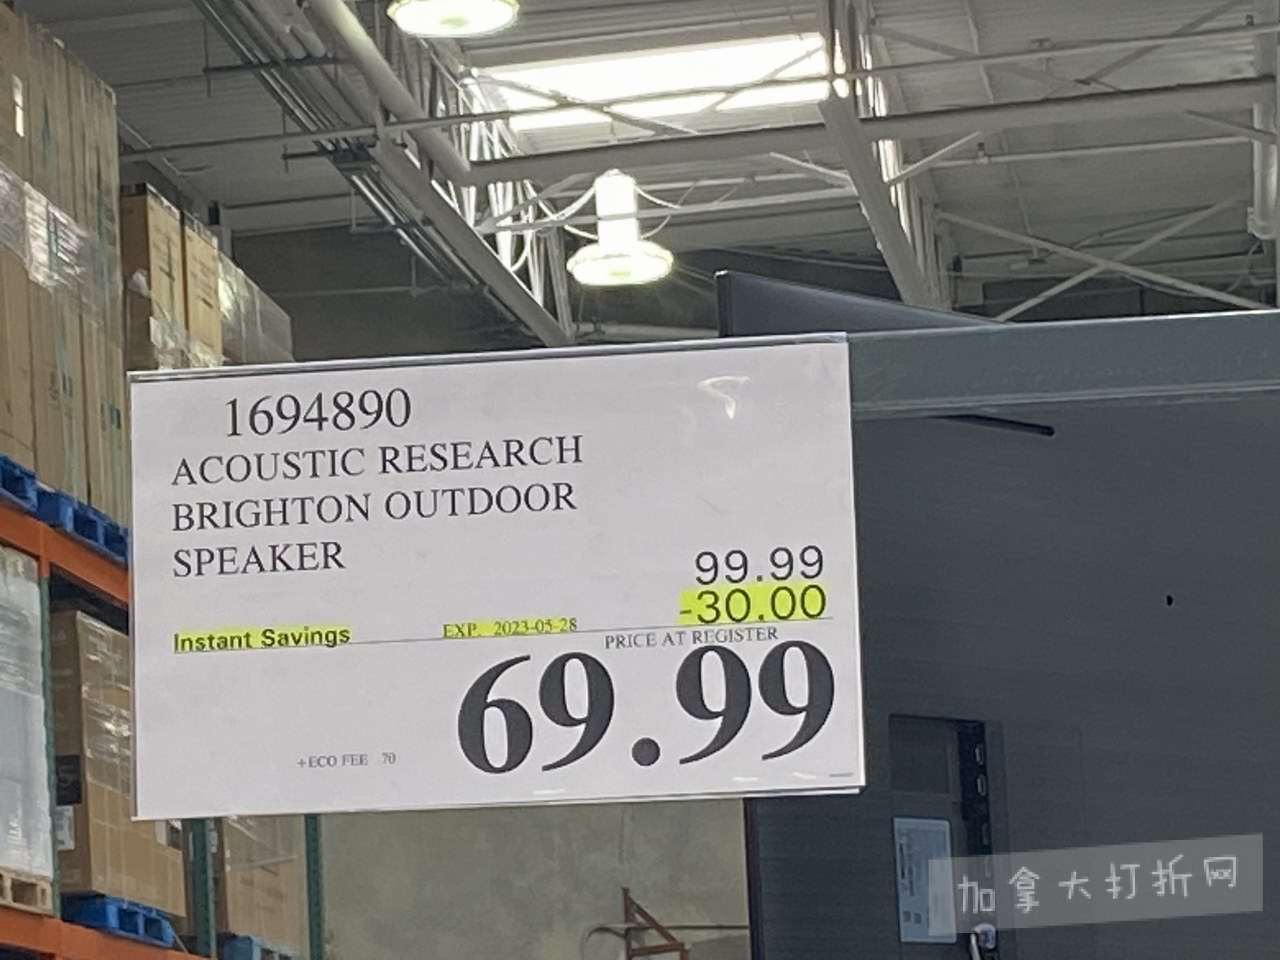 1694890
ACOUSTIC RESEARCH
BRIGHTON OUTDOOR
SPEAKER
99.99
-30.00
Instant Savings EXP. 2023-05-28
PRICE AT REGISTER
69.99
+ECO FEE 70
加拿大打折网